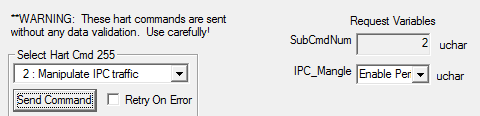 **WARNING:  These hart commands are sent
without any data validation.  Use carefully!
Select Hart Cmd 255
2 : Manipulate IPC traffic
Send Command
Retry On Error
Request Variables
SubCmdNum 2 uchar
IPC_Mangle Enable Per uchar